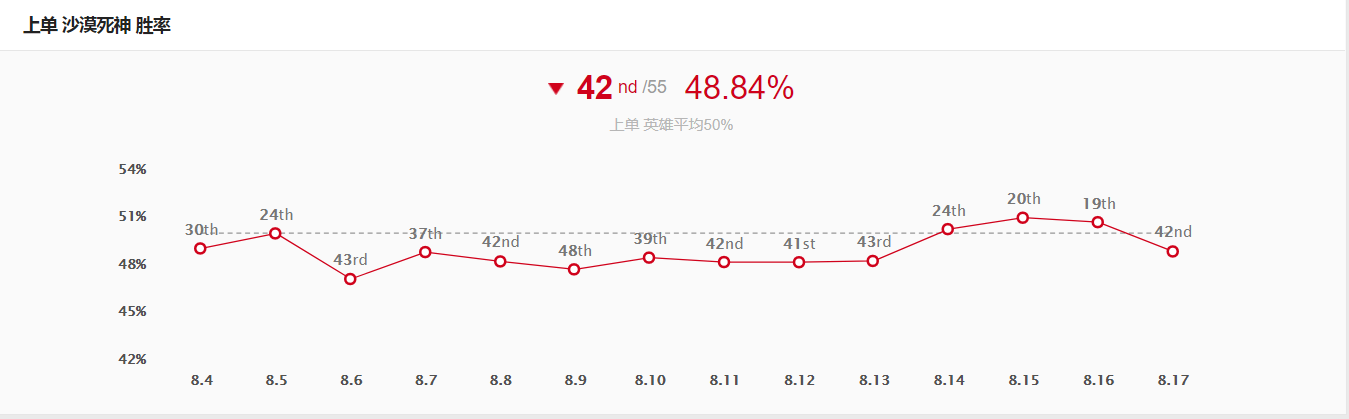 上单 沙漠死神 胜率
▼ 42 nd /55 48.84%
上单 英雄平均50%
54%
51%
48%
45%
42%
30th 24th 43rd 37th 42nd 48th 39th 42nd 41st 43rd 24th 20th 19th 42nd
8.4 8.5 8.6 8.7 8.8 8.9 8.10 8.11 8.12 8.13 8.14 8.15 8.16 8.17